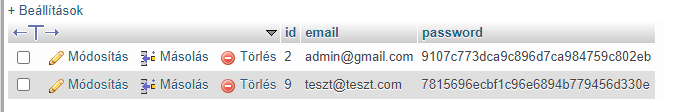 + Beállítások
id email password
Módosítás Másolás Törlés 2 admin@gmail.com 9107c773dca9c896d7ca984759c802eb
Módosítás Másolás Törlés 9 teszt@teszt.com 7815696ecbf1c96e6894b779456d330e